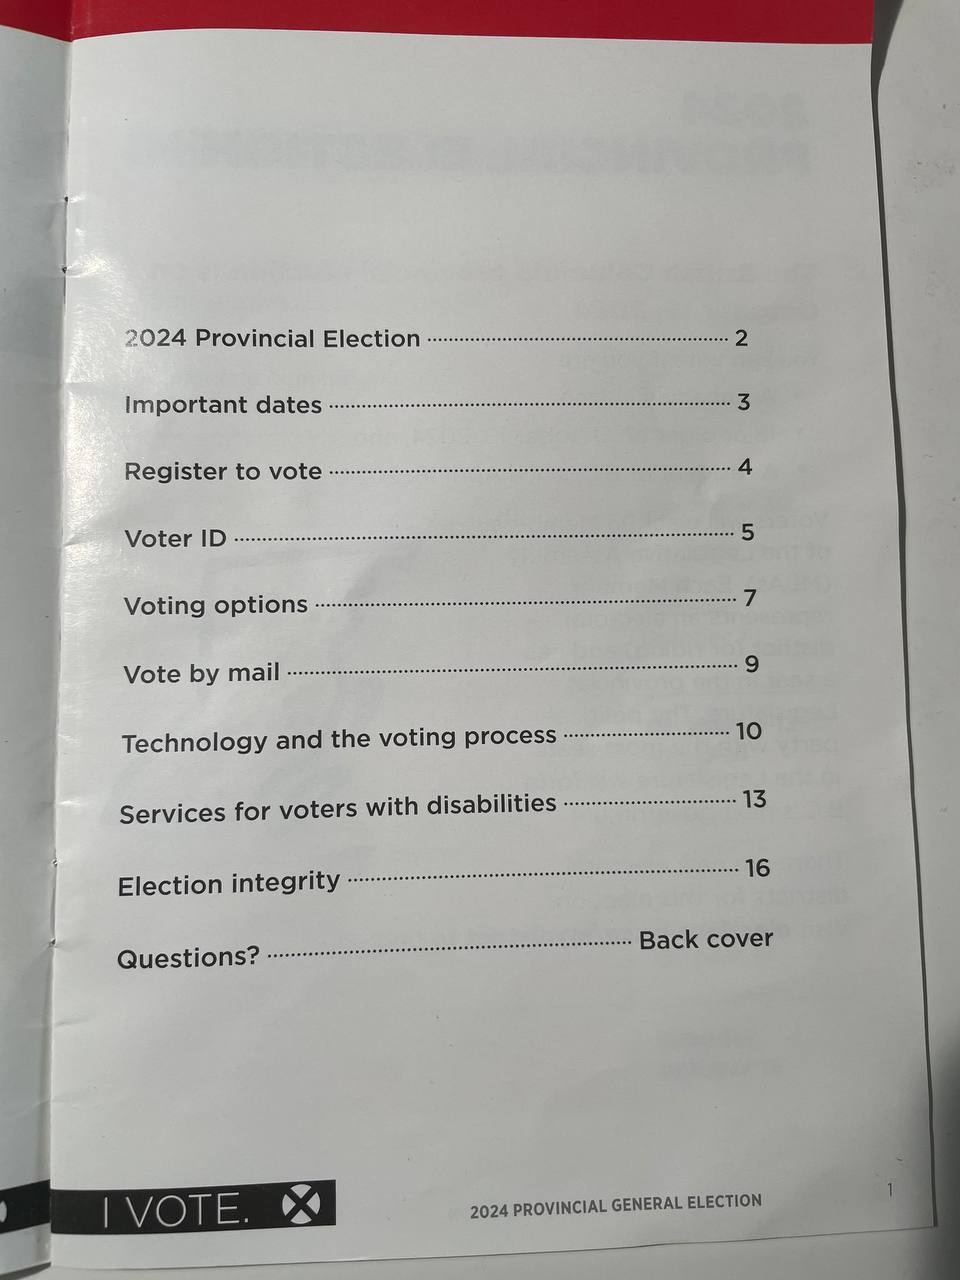 2024 Provincial Election 2
Important dates 3
Register to vote 4
Voter ID 5
Voting options 7
Vote by mail 9
Technology and the voting process 10
Services for voters with disabilities 13
Election integrity 16
Questions? Back cover
I VOTE.
2024 PROVINCIAL GENERAL ELECTION
1